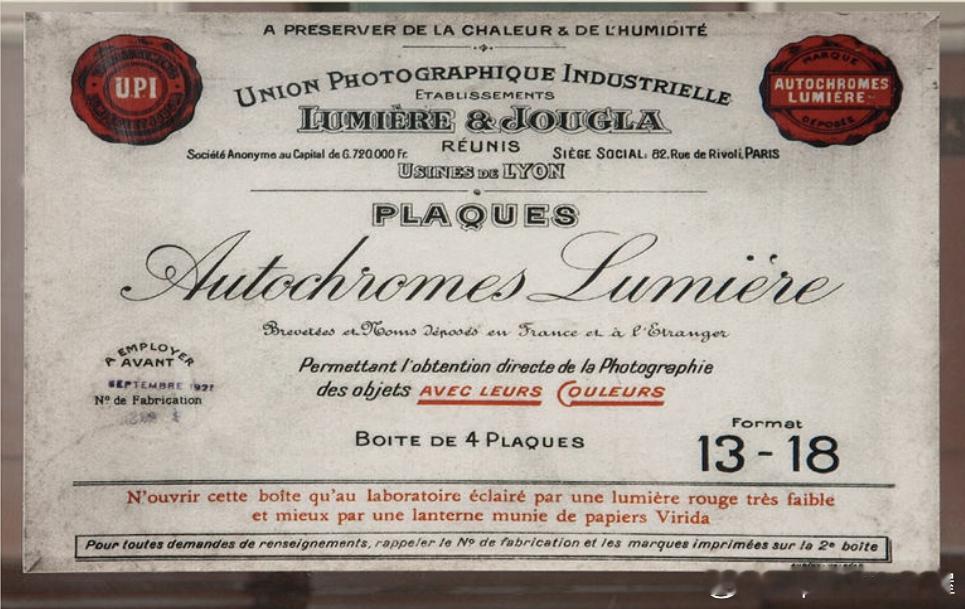 A PRESERVER DE LA CHALEUR & DE L'HUMIDITÉ
U.P.I
MARQUE
AUTOCHROMES
LUMIÈRE
DÉPOSÉE
UNION PHOTOGRAPHIQUE INDUSTRIELLE
ETABLISSEMENTS
LUMIÈRE & JOUGLA
RÉUNIS
Société Anonyme au Capital de 6.720.000 Fr. SIÈGE SOCIAL: 82, Rue de Rivoli, PARIS
USINES DE LYON
PLAQUES
Autochromes Lumière
Brevetées et Noms déposés en France et à l'Etranger
A EMPLOYER
AVANT
SEPTEMBRE 1921
Nº de Fabrication
Permettant l'obtention directe de la Photographie
des objets AVEC LEURS COULEURS
BOITE DE 4 PLAQUES
Format
13-18
N'ouvrir cette boîte qu'au laboratoire éclairé par une lumière rouge très faible
et mieux par une lanterne munie de papiers Virida
Pour toutes demandes de renseignements, rappeler le Nº de fabrication et les marques imprimées sur la 2e boîte